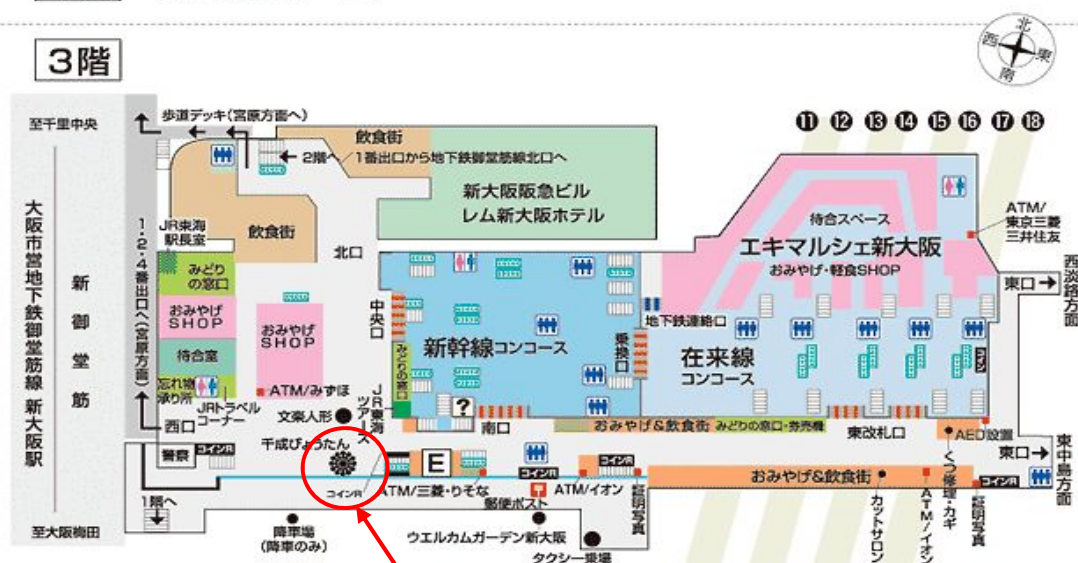 3階
北
西
東
南
至千里中央
歩道デッキ(宮原方面へ)
飲食街
2階へ
1番出口から地下鉄御堂筋線北口へ
新大阪阪急ビル
レム新大阪ホテル
⓫ ⓬ ⓭ ⓮ ⓯ ⓰ ⓱ ⓲
大阪市営地下鉄御堂筋線 新大阪駅
新御堂筋
1・2・4番出口へ(宮原方面)
JR東海
駅長室
飲食街
北口
みどり
の窓口
おみやげ
SHOP
おみやげ
SHOP
待合室
忘れ物
承り所
JRトラベル
コーナー
ATM/みずほ
文楽人形
西口
千成びょうたん
警察
コインR
コインR
1階へ
至大阪梅田
降車場
(降車のみ)
中央口
みどりの窓口
JR東海
ツアーズ
新幹線コンコース
?
南口
乗換口
地下鉄連絡口
待合スペース
エキマルシェ新大阪
おみやげ・軽食SHOP
ATM/
東京三菱
三井住友
東口
西淡路方面
在来線
コンコース
コイン
おみやげ&飲食街
みどりの窓口・券売機
東改札口
AED設置
東口
東中島方面
E
ATM/三菱・りそな
コインR
郵便ポスト
ATM/イオン
コインR
証明写真
おみやげ&飲食街
カットサロン
ATM/イオン
くつ修理・カギ
コインR
証明写真
ウエルカムガーデン新大阪
タクシー乗場